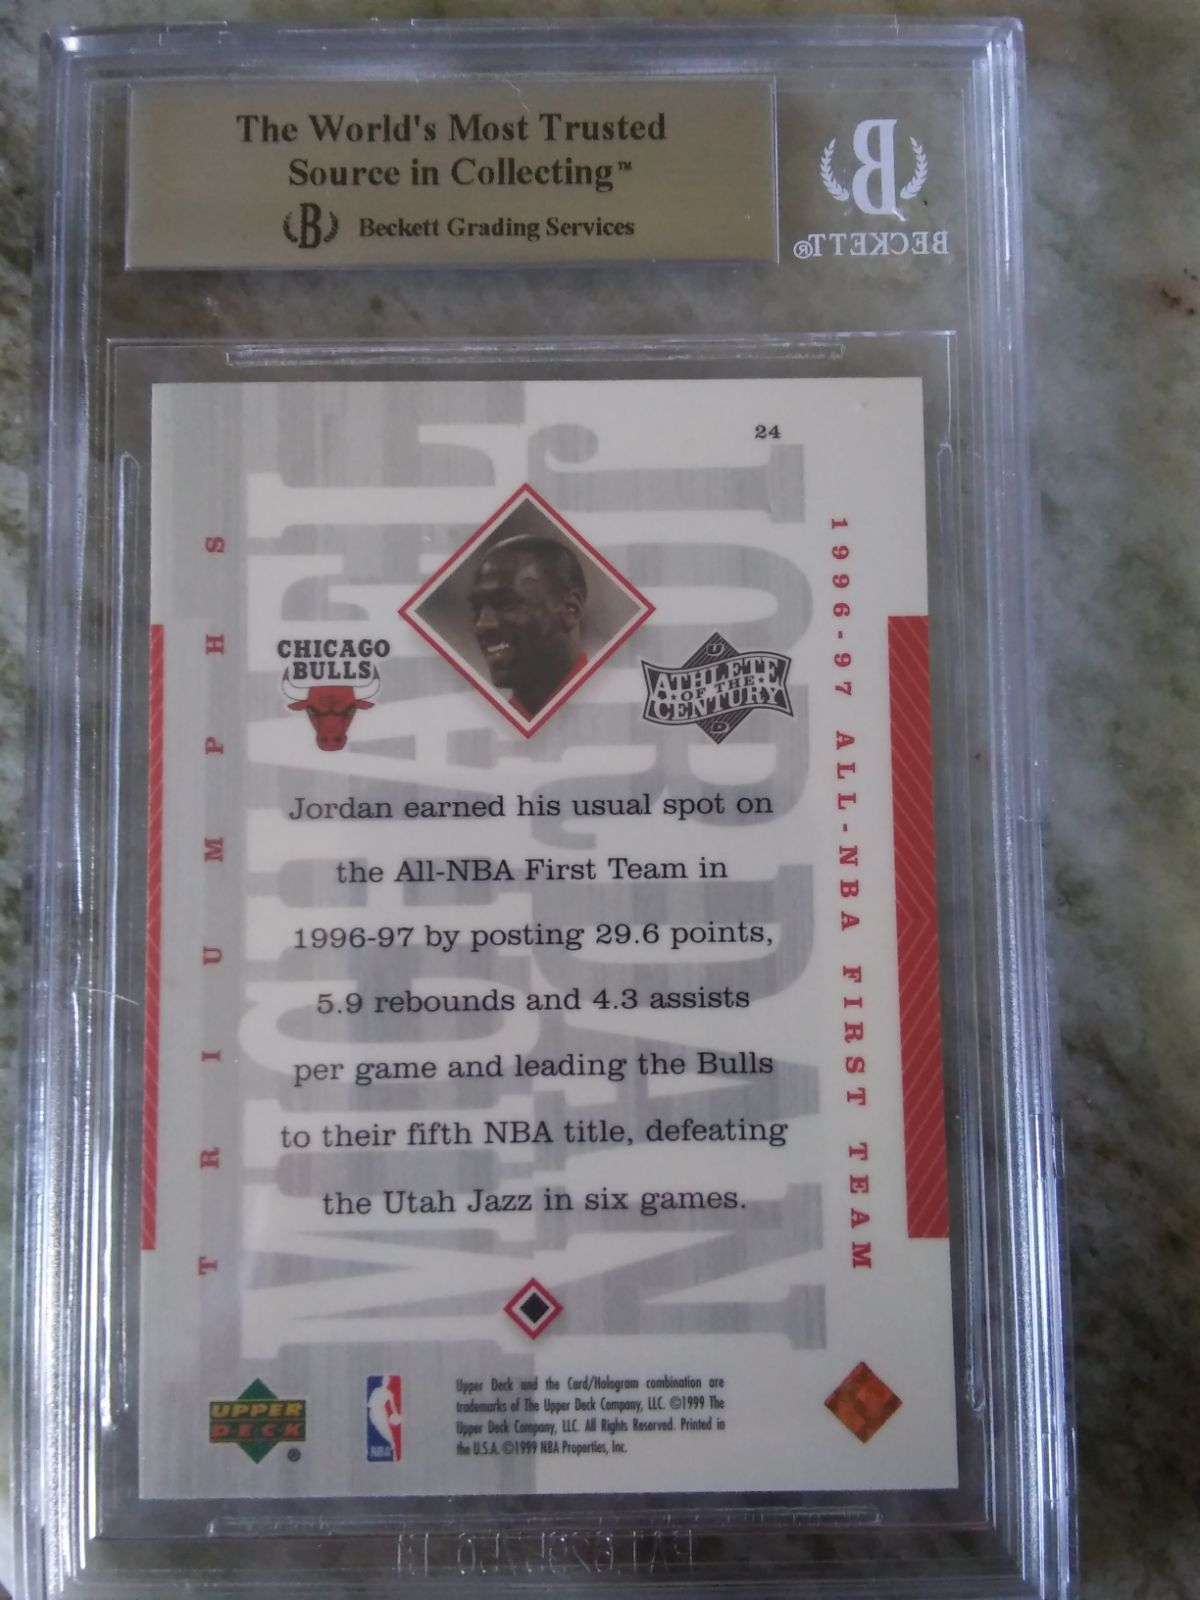 The World's Most Trusted
Source in Collecting™
B Beckett Grading Services
B
BECKETT®
24
1996-97 ALL-NBA FIRST TEAM
TRIUMPHS
MICHAEL
JORDAN
CHICAGO
BULLS
U
ATHLETE
OF THE
CENTURY
D
Jordan earned his usual spot on
the All-NBA First Team in
1996-97 by posting 29.6 points,
5.9 rebounds and 4.3 assists
per game and leading the Bulls
to their fifth NBA title, defeating
the Utah Jazz in six games.
UPPER
DECK
®
NBA
Upper Deck and the Card/Hologram combination are
trademarks of The Upper Deck Company, LLC. ©1999 The
Upper Deck Company, LLC. All Rights Reserved. Printed in
the U.S.A. ©1999 NBA Properties, Inc.